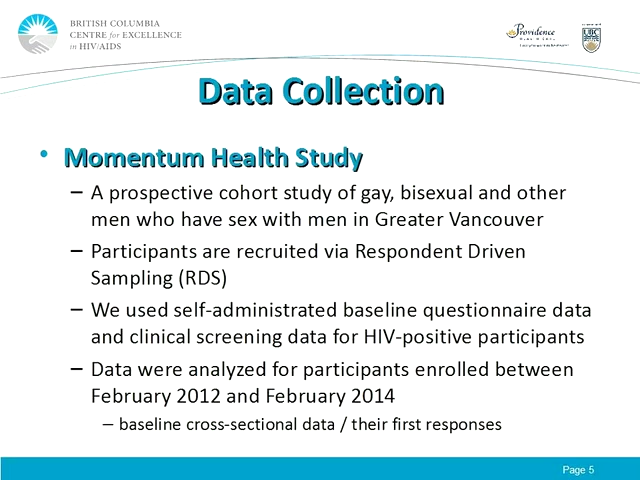 BRITISH COLUMBIA
CENTRE for EXCELLENCE
in HIV/AIDS
Providence
UBC
Data Collection
• Momentum Health Study
– A prospective cohort study of gay, bisexual and other
men who have sex with men in Greater Vancouver
– Participants are recruited via Respondent Driven
Sampling (RDS)
– We used self-administrated baseline questionnaire data
and clinical screening data for HIV-positive participants
– Data were analyzed for participants enrolled between
February 2012 and February 2014
– baseline cross-sectional data / their first responses
Page 5